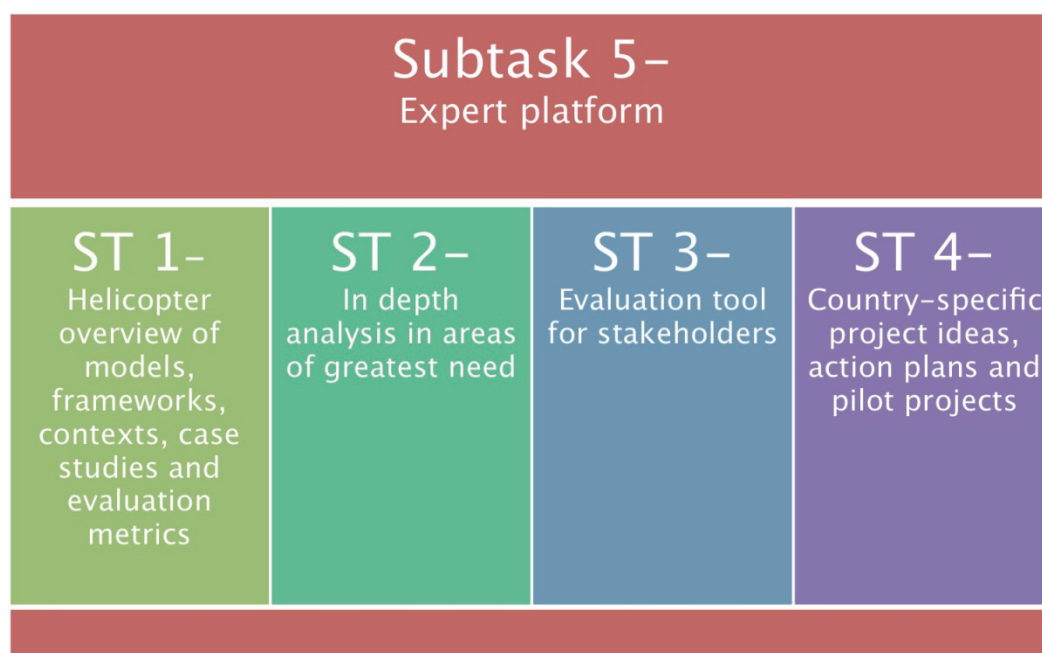 Subtask 5–
Expert platform
ST 1–
Helicopter
overview of
models,
frameworks,
contexts, case
studies and
evaluation
metrics
ST 2–
In depth
analysis in areas
of greatest need
ST 3–
Evaluation tool
for stakeholders
ST 4–
Country–specific
project ideas,
action plans and
pilot projects